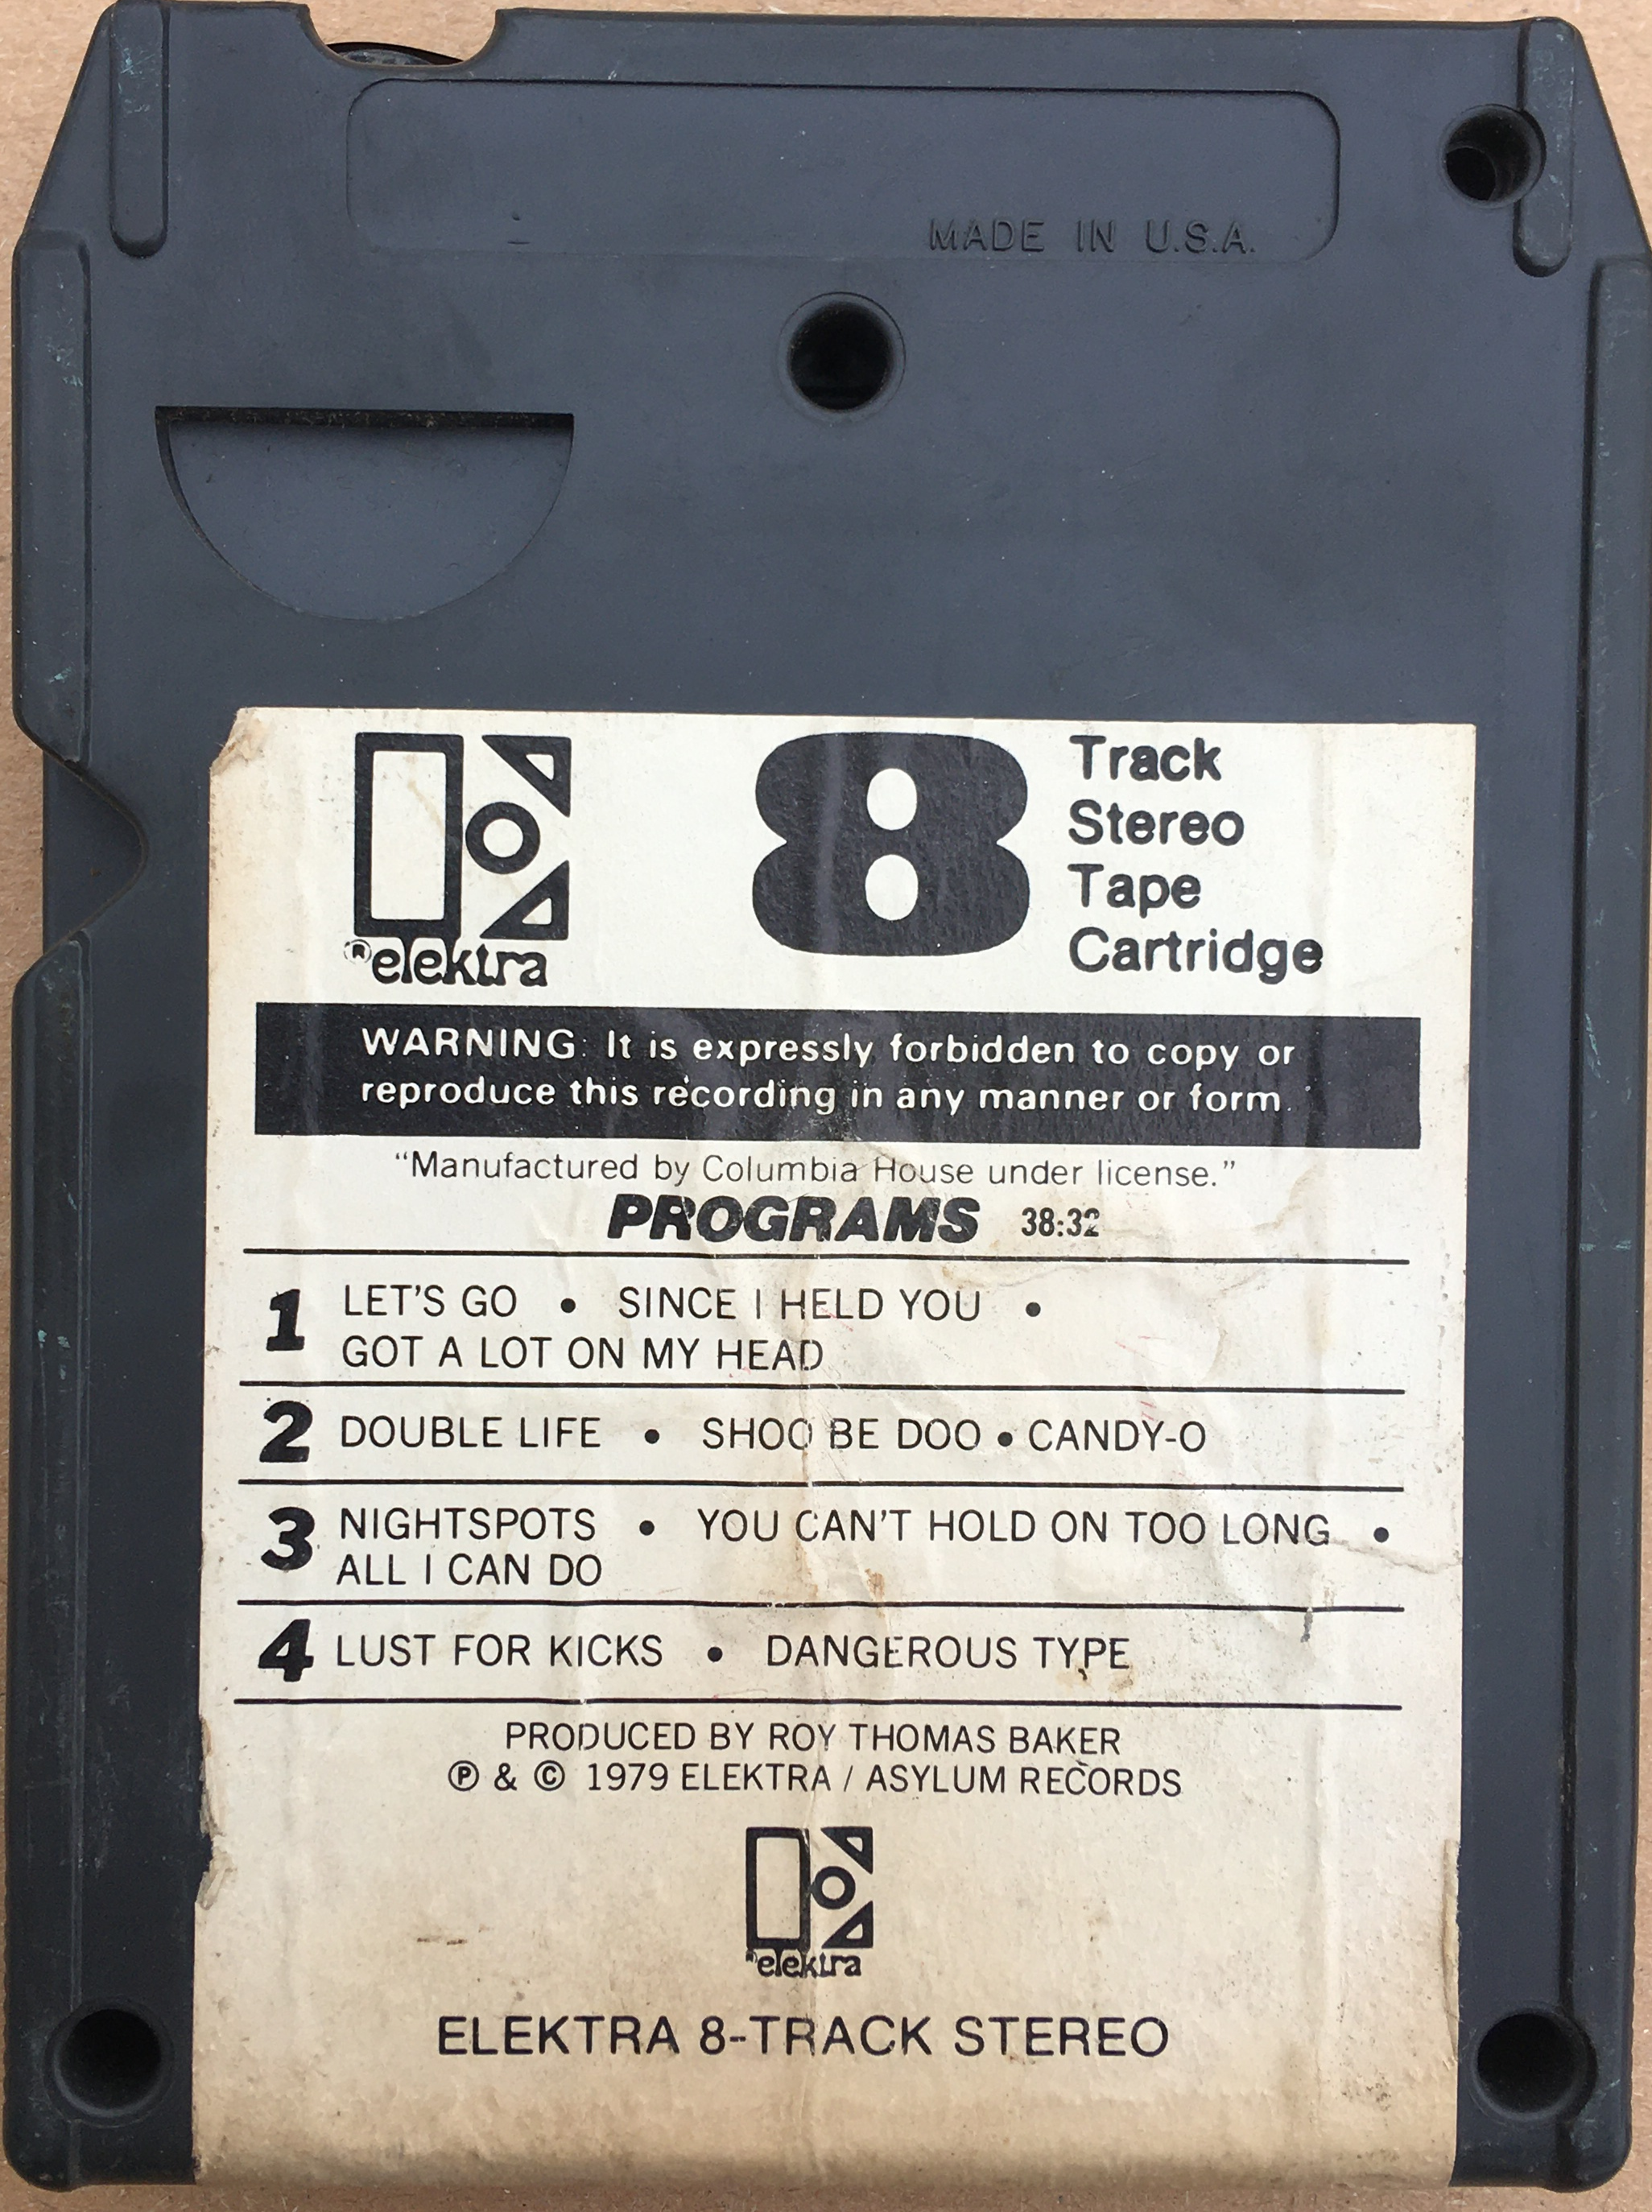 MADE IN U.S.A.
8
Track
Stereo
Tape
Cartridge
® elektra
WARNING: It is expressly forbidden to copy or
reproduce this recording in any manner or form.
“Manufactured by Columbia House under license.”
PROGRAMS 38:32
1 LET'S GO • SINCE I HELD YOU •
GOT A LOT ON MY HEAD
2 DOUBLE LIFE • SHOO BE DOO • CANDY-O
3 NIGHTSPOTS • YOU CAN'T HOLD ON TOO LONG •
ALL I CAN DO
4 LUST FOR KICKS • DANGEROUS TYPE
PRODUCED BY ROY THOMAS BAKER
℗ & © 1979 ELEKTRA / ASYLUM RECORDS
® elektra
ELEKTRA 8-TRACK STEREO